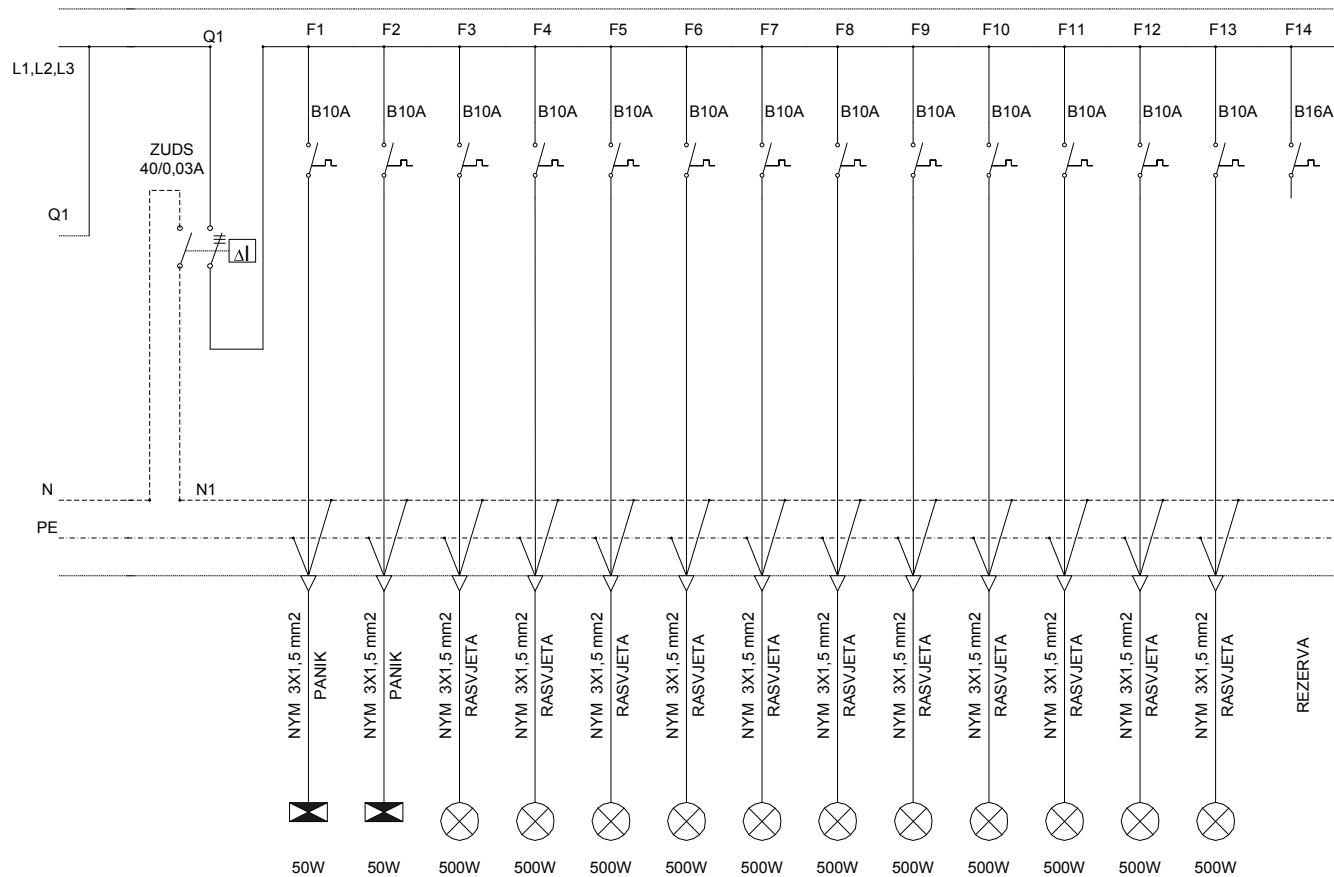 Q1 F1 F2 F3 F4 F5 F6 F7 F8 F9 F10 F11 F12 F13 F14
L1,L2,L3
B10A B10A B10A B10A B10A B10A B10A B10A B10A B10A B10A B10A B10A B16A
ZUDS
40/0,03A
Q1
ΔI
N N1
PE
NYM 3X1,5 mm2
PANIK
NYM 3X1,5 mm2
PANIK
NYM 3X1,5 mm2
RASVJETA
NYM 3X1,5 mm2
RASVJETA
NYM 3X1,5 mm2
RASVJETA
NYM 3X1,5 mm2
RASVJETA
NYM 3X1,5 mm2
RASVJETA
NYM 3X1,5 mm2
RASVJETA
NYM 3X1,5 mm2
RASVJETA
NYM 3X1,5 mm2
RASVJETA
NYM 3X1,5 mm2
RASVJETA
NYM 3X1,5 mm2
RASVJETA
NYM 3X1,5 mm2
RASVJETA
REZERVA
50W 50W 500W 500W 500W 500W 500W 500W 500W 500W 500W 500W 500W